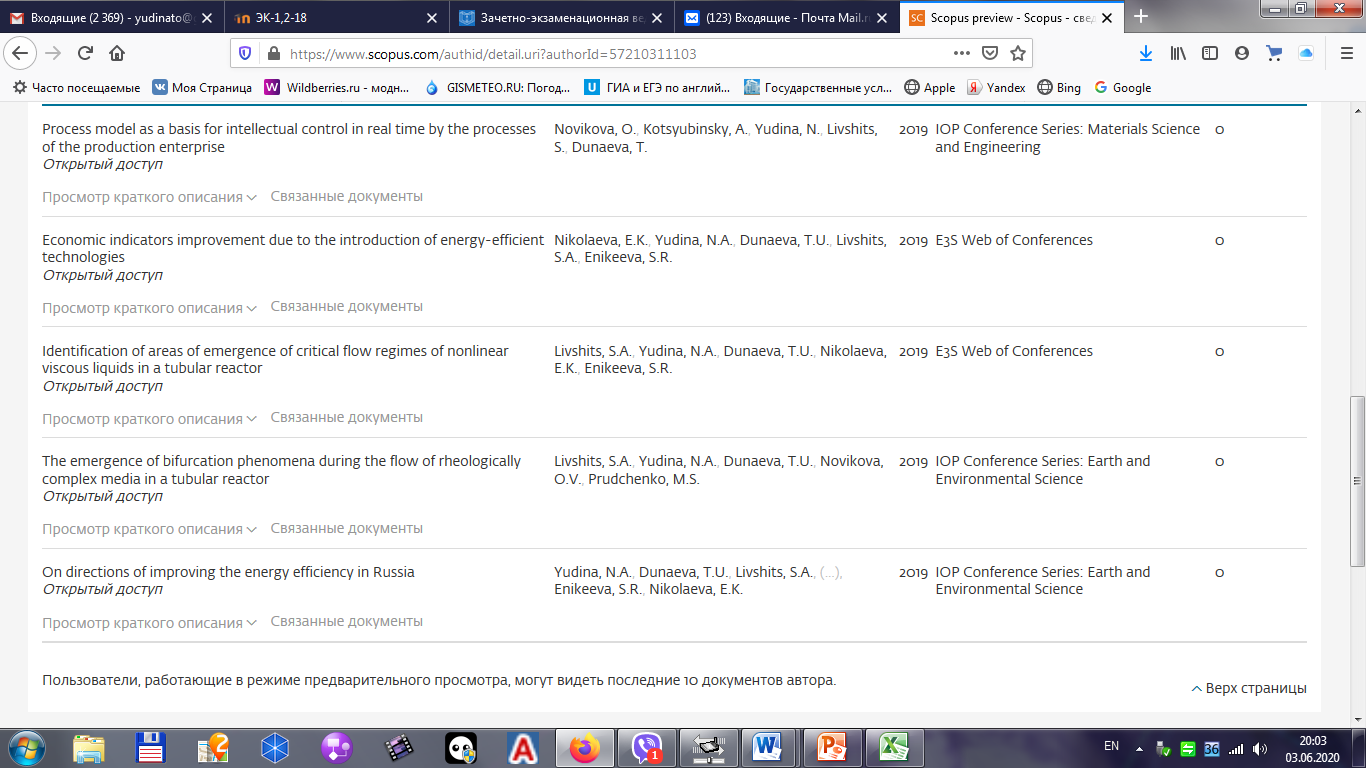 Входящие (2 369) - yudinato@
ЭК-1,2-18
Зачетно-экзаменационная ве
(123) Входящие - Почта Mail.r
SC Scopus preview - Scopus - све
https://www.scopus.com/authid/detail.uri?authorId=57210311103
Часто посещаемые
Моя Страница
W Wildberries.ru - модн...
GISMETEO.RU: Погод...
U ГИА и ЕГЭ по англий...
Государственные усл...
Apple
Yandex
Bing
Google
Process model as a basis for intellectual control in real time by the processes
of the production enterprise
Открытый доступ
Novikova, O., Kotsyubinsky, A., Yudina, N., Livshits,
S., Dunaeva, T.
2019
IOP Conference Series: Materials Science
and Engineering
0
Просмотр краткого описания
Связанные документы
Economic indicators improvement due to the introduction of energy-efficient
technologies
Открытый доступ
Nikolaeva, E.K., Yudina, N.A., Dunaeva, T.U., Livshits,
S.A., Enikeeva, S.R.
2019
E3S Web of Conferences
0
Просмотр краткого описания
Связанные документы
Identification of areas of emergence of critical flow regimes of nonlinear
viscous liquids in a tubular reactor
Открытый доступ
Livshits, S.A., Yudina, N.A., Dunaeva, T.U., Nikolaeva,
E.K., Enikeeva, S.R.
2019
E3S Web of Conferences
0
Просмотр краткого описания
Связанные документы
The emergence of bifurcation phenomena during the flow of rheologically
complex media in a tubular reactor
Открытый доступ
Livshits, S.A., Yudina, N.A., Dunaeva, T.U., Novikova,
O.V., Prudchenko, M.S.
2019
IOP Conference Series: Earth and
Environmental Science
0
Просмотр краткого описания
Связанные документы
On directions of improving the energy efficiency in Russia
Открытый доступ
Yudina, N.A., Dunaeva, T.U., Livshits, S.A., (...),
Enikeeva, S.R., Nikolaeva, E.K.
2019
IOP Conference Series: Earth and
Environmental Science
0
Просмотр краткого описания
Связанные документы
Пользователи, работающие в режиме предварительного просмотра, могут видеть последние 10 документов автора.
Верх страницы
EN
36
20:03
03.06.2020